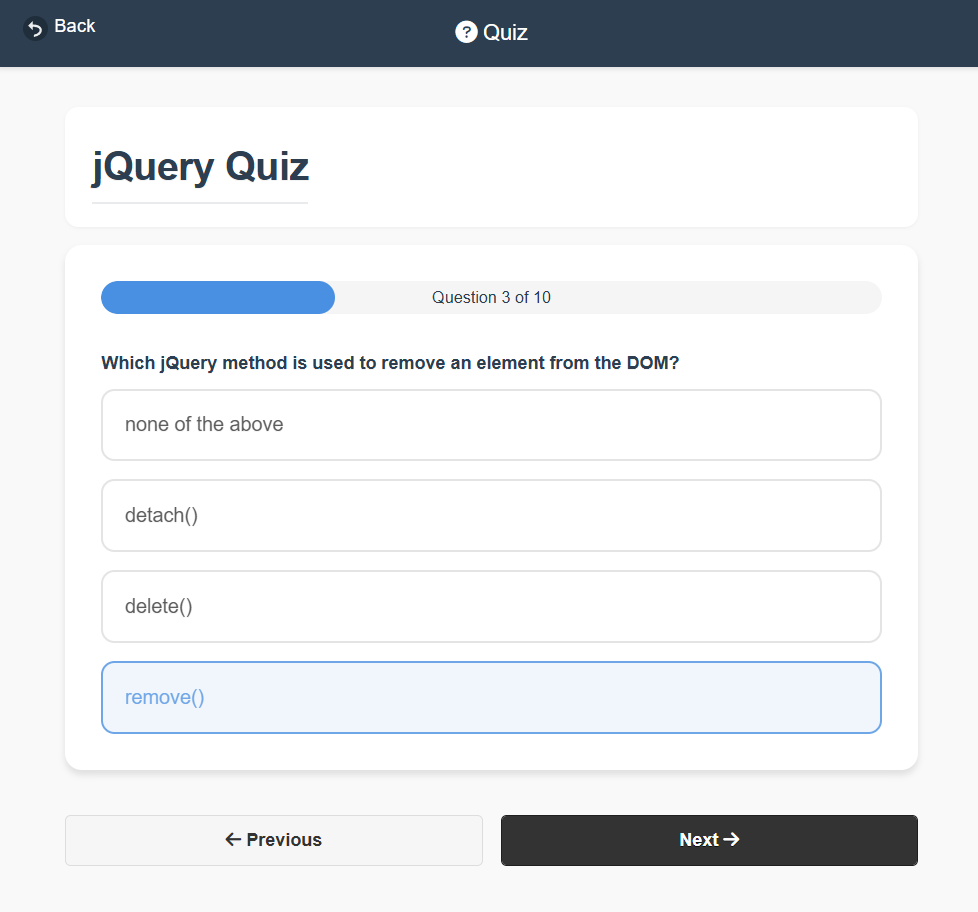 Back
? Quiz
jQuery Quiz
Question 3 of 10
Which jQuery method is used to remove an element from the DOM?
none of the above
detach()
delete()
remove()
← Previous
Next →